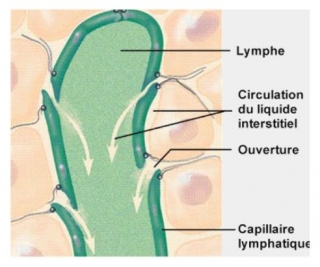 Lymphe
Circulation
du liquide
interstitiel
Ouverture
Capillaire
lymphatique